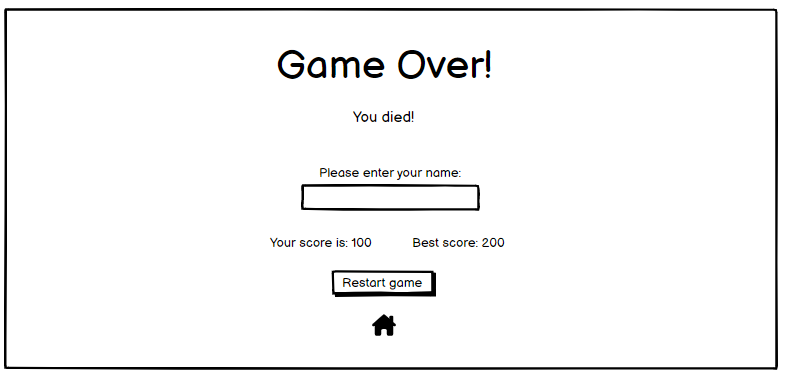 Game Over!
You died!
Please enter your name:
Your score is: 100 Best score: 200
Restart game